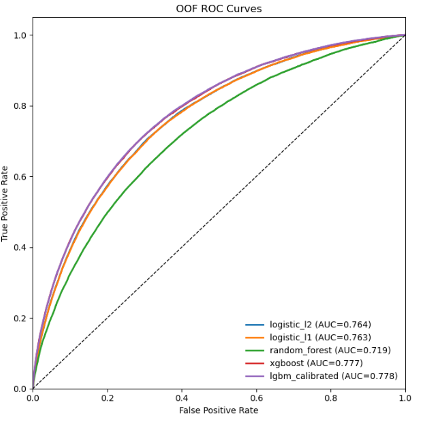 OOF ROC Curves
True Positive Rate
1.0
0.8
0.6
0.4
0.2
0.0
logistic_l2 (AUC=0.764)
logistic_l1 (AUC=0.763)
random_forest (AUC=0.719)
xgboost (AUC=0.777)
lgbm_calibrated (AUC=0.778)
0.0 0.2 0.4 0.6 0.8 1.0
False Positive Rate